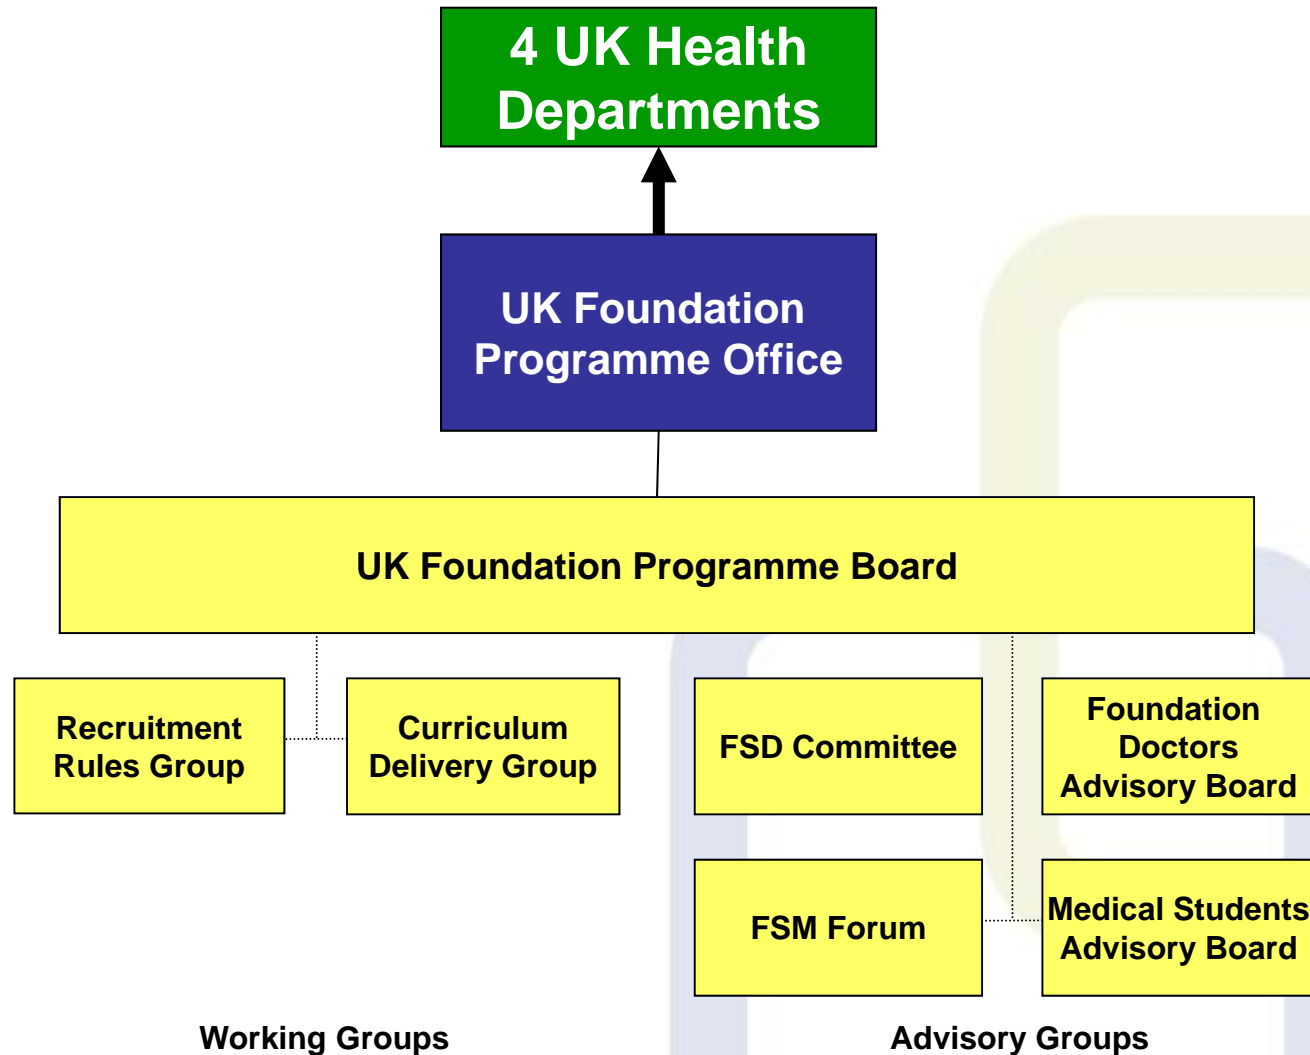 4 UK Health
Departments
UK Foundation
Programme Office
UK Foundation Programme Board
Recruitment
Rules Group
Curriculum
Delivery Group
FSD Committee
Foundation
Doctors
Advisory Board
FSM Forum
Medical Students
Advisory Board
Working Groups
Advisory Groups